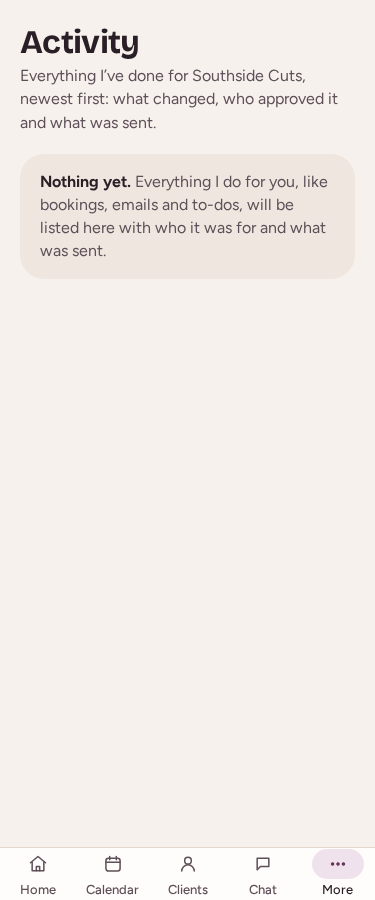 Activity
Everything I’ve done for Southside Cuts,
newest first: what changed, who approved it
and what was sent.
Nothing yet. Everything I do for you, like
bookings, emails and to-dos, will be
listed here with who it was for and what
was sent.
Home
Calendar
Clients
Chat
More